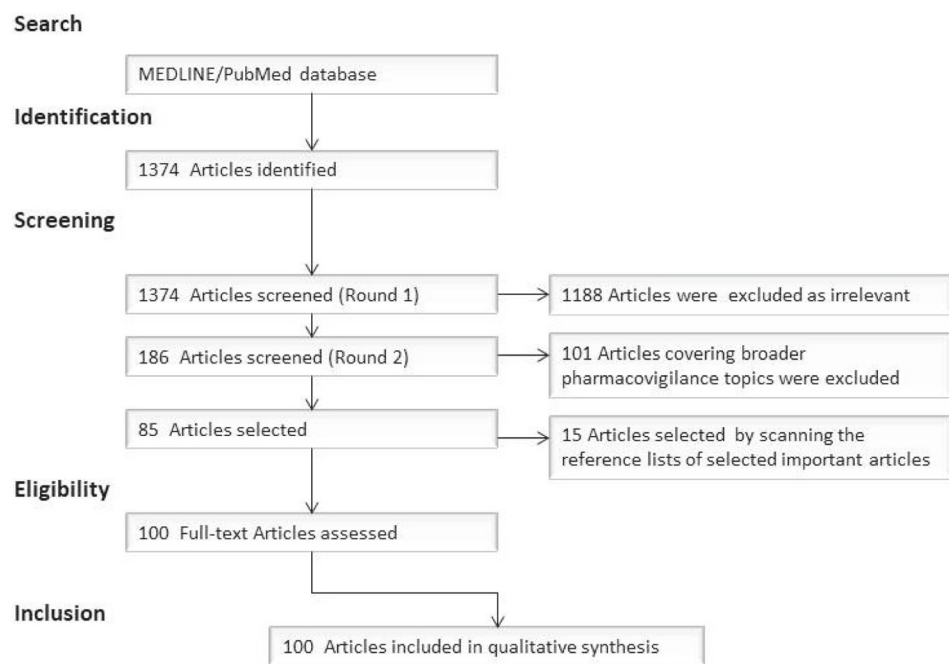 Search
MEDLINE/PubMed database
Identification
1374 Articles identified
Screening
1374 Articles screened (Round 1)
1188 Articles were excluded as irrelevant
186 Articles screened (Round 2)
101 Articles covering broader
pharmacovigilance topics were excluded
85 Articles selected
15 Articles selected by scanning the
reference lists of selected important articles
Eligibility
100 Full-text Articles assessed
Inclusion
100 Articles included in qualitative synthesis